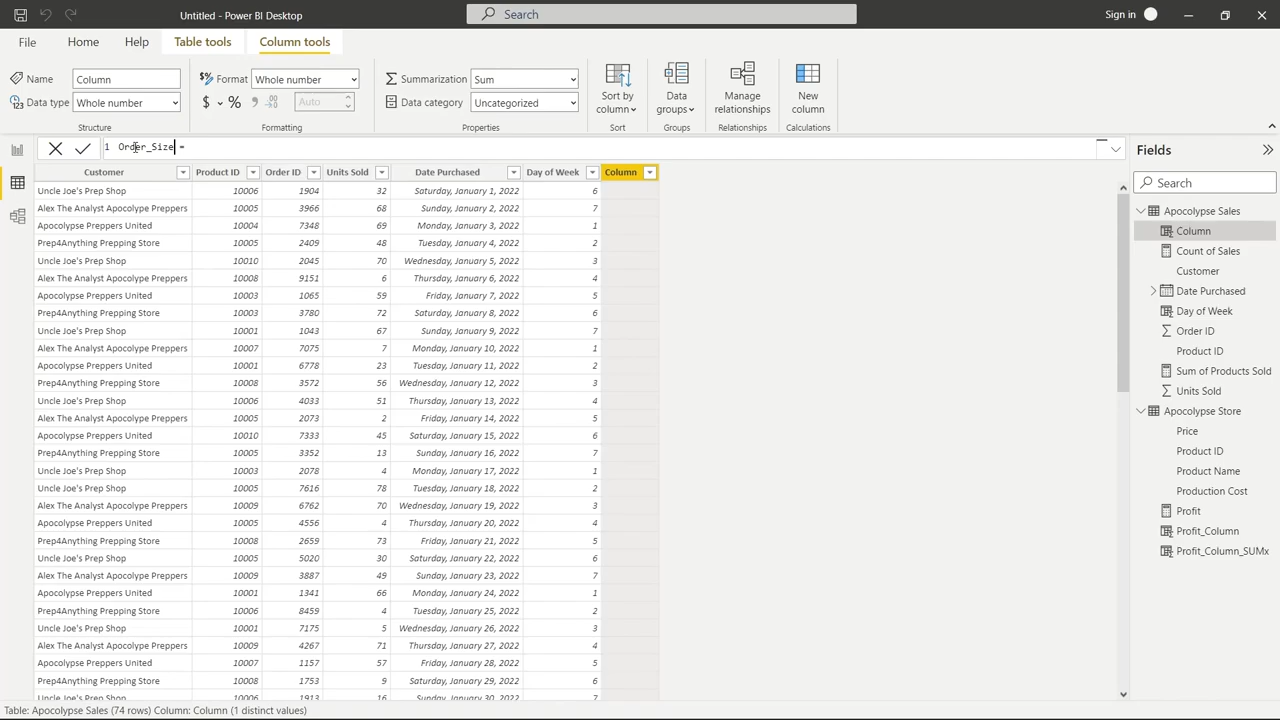 Untitled - Power BI Desktop
Search
Sign in
File
Home
Help
Table tools
Column tools
Name
Column
Format
Whole number
Summarization
Sum
Data type
Whole number
$
%
Auto
Data category
Uncategorized
Sort by column
Data groups
Manage relationships
New column
Structure
Formatting
Properties
Sort
Groups
Relationships
Calculations
1 Order_Size =
Customer Product ID Order ID Units Sold Date Purchased Day of Week Column
Uncle Joe's Prep Shop 10006 1904 32 Saturday, January 1, 2022 6
Alex The Analyst Apocolype Preppers 10005 3966 68 Sunday, January 2, 2022 7
Apocolypse Preppers United 10004 7348 69 Monday, January 3, 2022 1
Prep4Anything Prepping Store 10005 2409 48 Tuesday, January 4, 2022 2
Uncle Joe's Prep Shop 10010 2045 70 Wednesday, January 5, 2022 3
Alex The Analyst Apocolype Preppers 10008 9151 6 Thursday, January 6, 2022 4
Apocolypse Preppers United 10003 1065 59 Friday, January 7, 2022 5
Prep4Anything Prepping Store 10003 3780 72 Saturday, January 8, 2022 6
Uncle Joe's Prep Shop 10001 1043 67 Sunday, January 9, 2022 7
Alex The Analyst Apocolype Preppers 10007 7075 7 Monday, January 10, 2022 1
Apocolypse Preppers United 10001 6778 23 Tuesday, January 11, 2022 2
Prep4Anything Prepping Store 10008 3572 56 Wednesday, January 12, 2022 3
Uncle Joe's Prep Shop 10006 4033 51 Thursday, January 13, 2022 4
Alex The Analyst Apocolype Preppers 10005 2073 2 Friday, January 14, 2022 5
Apocolypse Preppers United 10010 7333 45 Saturday, January 15, 2022 6
Prep4Anything Prepping Store 10005 3352 13 Sunday, January 16, 2022 7
Uncle Joe's Prep Shop 10003 2078 4 Monday, January 17, 2022 1
Uncle Joe's Prep Shop 10005 7616 78 Tuesday, January 18, 2022 2
Alex The Analyst Apocolype Preppers 10009 6762 70 Wednesday, January 19, 2022 3
Apocolypse Preppers United 10005 4556 4 Thursday, January 20, 2022 4
Prep4Anything Prepping Store 10008 2659 73 Friday, January 21, 2022 5
Uncle Joe's Prep Shop 10005 5020 30 Saturday, January 22, 2022 6
Alex The Analyst Apocolype Preppers 10009 3887 49 Sunday, January 23, 2022 7
Apocolypse Preppers United 10001 1341 66 Monday, January 24, 2022 1
Prep4Anything Prepping Store 10006 8459 4 Tuesday, January 25, 2022 2
Uncle Joe's Prep Shop 10001 7175 5 Wednesday, January 26, 2022 3
Alex The Analyst Apocolype Preppers 10009 4267 71 Thursday, January 27, 2022 4
Apocolypse Preppers United 10007 1157 57 Friday, January 28, 2022 5
Prep4Anything Prepping Store 10008 1753 9 Saturday, January 29, 2022 6
Uncle Joe's Prep Shop 10006 1913 16 Sunday, January 30, 2022 7
Fields
Search
Apocolypse Sales
Column
Count of Sales
Customer
Date Purchased
Day of Week
Order ID
Product ID
Sum of Products Sold
Units Sold
Apocolypse Store
Price
Product ID
Product Name
Production Cost
Profit
Profit_Column
Profit_Column_SUMx
Table: Apocolypse Sales (74 rows) Column: Column (1 distinct values)